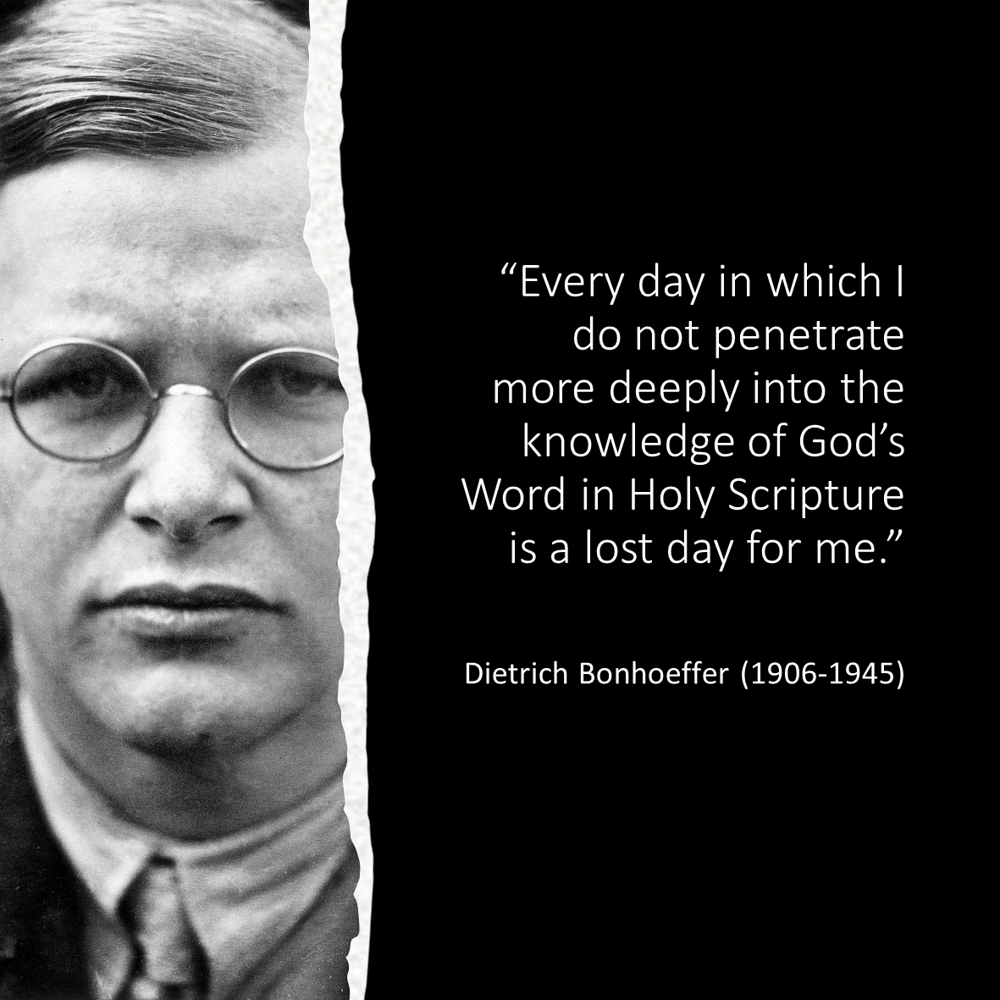 “Every day in which I
do not penetrate
more deeply into the
knowledge of God’s
Word in Holy Scripture
is a lost day for me.”
Dietrich Bonhoeffer (1906-1945)